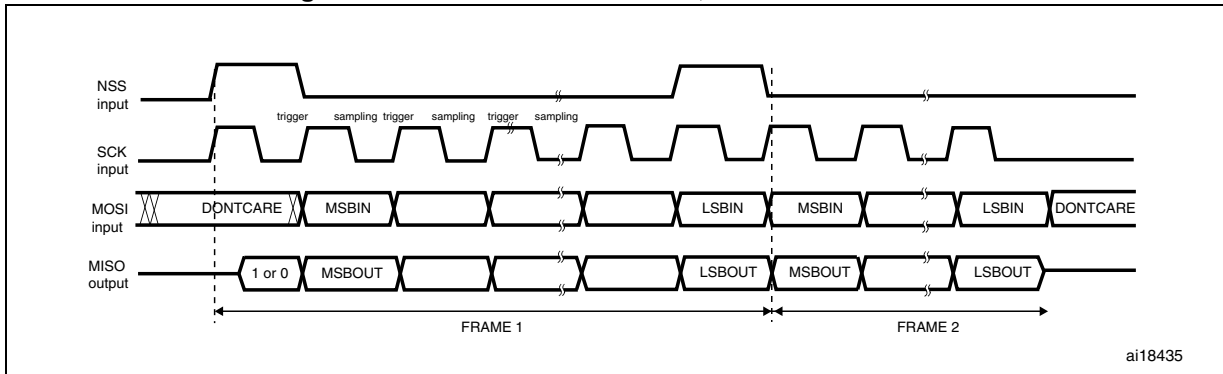 NSS
input
trigger sampling trigger sampling trigger sampling
SCK
input
MOSI
input
DONTCARE MSBIN LSBIN MSBIN LSBIN DONTCARE
MISO
output
1 or 0 MSBOUT LSBOUT MSBOUT LSBOUT
FRAME 1 FRAME 2
ai18435